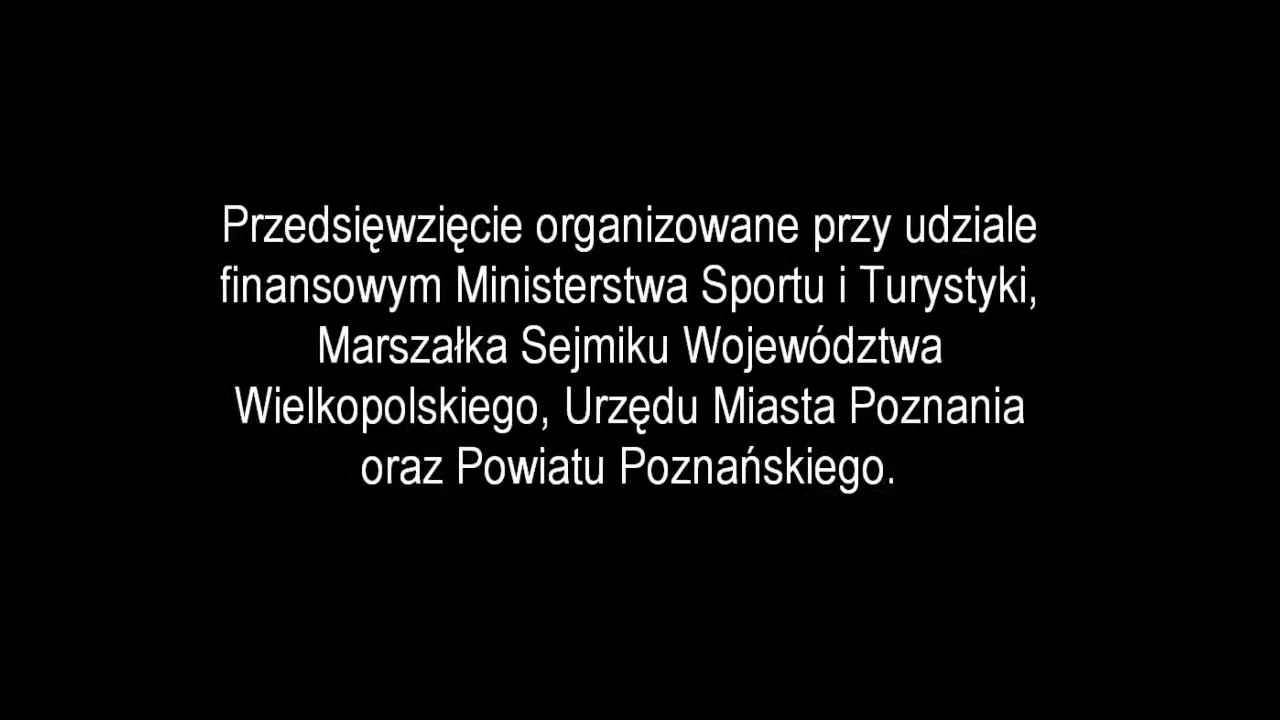 Przedsięwzięcie organizowane przy udziale
finansowym Ministerstwa Sportu i Turystyki,
Marszałka Sejmiku Województwa
Wielkopolskiego, Urzędu Miasta Poznania
oraz Powiatu Poznańskiego.